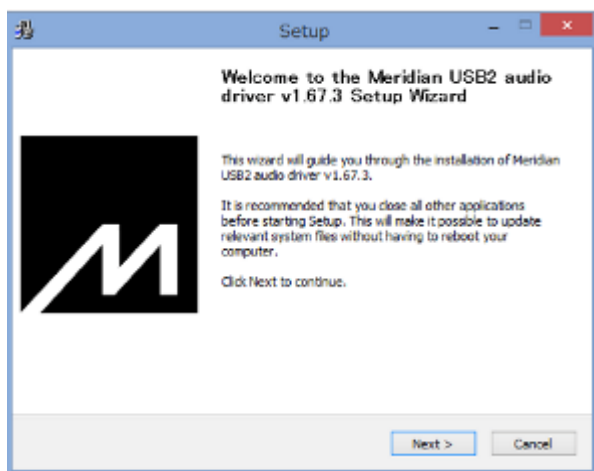 Setup
Welcome to the Meridian USB2 audio
driver v1.67.3 Setup Wizard
This wizard will guide you through the installation of Meridian
USB2 audio driver v1.67.3.
It is recommended that you close all other applications
before starting Setup. This will make it possible to update
relevant system files without having to reboot your
computer.
Click Next to continue.
Next >
Cancel